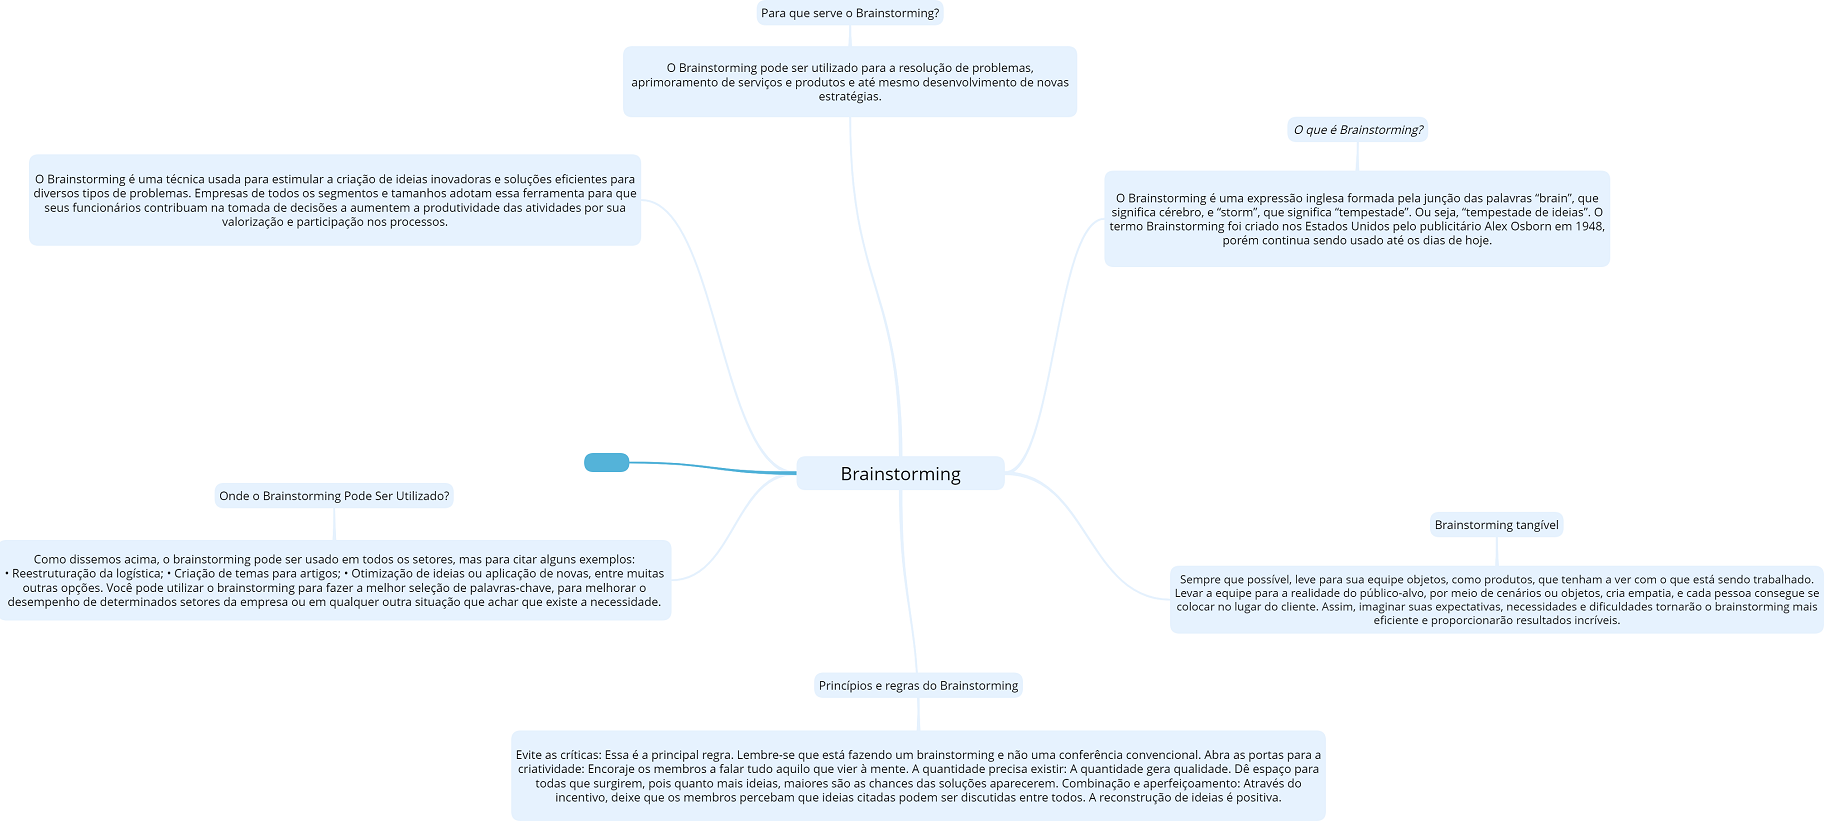 Para que serve o Brainstorming?
O Brainstorming pode ser utilizado para a resolução de problemas,
aprimoramento de serviços e produtos e até mesmo desenvolvimento de novas
estratégias.
O que é Brainstorming?
O Brainstorming é uma expressão inglesa formada pela junção das palavras “brain”, que
significa cérebro, e “storm”, que significa “tempestade”. Ou seja, “tempestade de ideias”. O
termo Brainstorming foi criado nos Estados Unidos pelo publicitário Alex Osborn em 1948,
porém continua sendo usado até os dias de hoje.
O Brainstorming é uma técnica usada para estimular a criação de ideias inovadoras e soluções eficientes para
diversos tipos de problemas. Empresas de todos os segmentos e tamanhos adotam essa ferramenta para que
seus funcionários contribuam na tomada de decisões a aumentem a produtividade das atividades por sua
valorização e participação nos processos.
Brainstorming
Onde o Brainstorming Pode Ser Utilizado?
Como dissemos acima, o brainstorming pode ser usado em todos os setores, mas para citar alguns exemplos:
• Reestruturação da logística; • Criação de temas para artigos; • Otimização de ideias ou aplicação de novas, entre muitas
outras opções. Você pode utilizar o brainstorming para fazer a melhor seleção de palavras-chave, para melhorar o
desempenho de determinados setores da empresa ou em qualquer outra situação que achar que existe a necessidade.
Brainstorming tangível
Sempre que possível, leve para sua equipe objetos, como produtos, que tenham a ver com o que está sendo trabalhado.
Levar a equipe para a realidade do público-alvo, por meio de cenários ou objetos, cria empatia, e cada pessoa consegue se
colocar no lugar do cliente. Assim, imaginar suas expectativas, necessidades e dificuldades tornarão o brainstorming mais
eficiente e proporcionarão resultados incríveis.
Princípios e regras do Brainstorming
Evite as críticas: Essa é a principal regra. Lembre-se que está fazendo um brainstorming e não uma conferência convencional. Abra as portas para a
criatividade: Encoraje os membros a falar tudo aquilo que vier à mente. A quantidade precisa existir: A quantidade gera qualidade. Dê espaço para
todas que surgirem, pois quanto mais ideias, maiores são as chances das soluções aparecerem. Combinação e aperfeiçoamento: Através do
incentivo, deixe que os membros percebam que ideias citadas podem ser discutidas entre todos. A reconstrução de ideias é positiva.